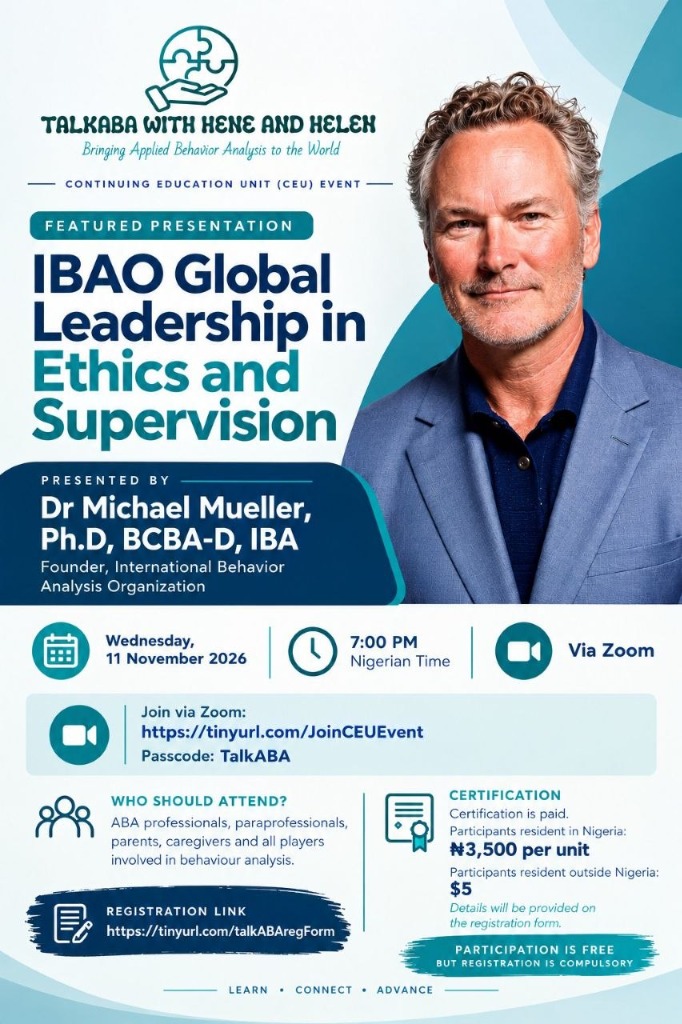 TALKABA WITH HENE AND HELEN
Bringing Applied Behavior Analysis to the World
CONTINUING EDUCATION UNIT (CEU) EVENT
FEATURED PRESENTATION
IBAO Global
Leadership in
Ethics and
Supervision
PRESENTED BY
Dr Michael Mueller,
Ph.D, BCBA-D, IBA
Founder, International Behavior
Analysis Organization
Wednesday,
11 November 2026
7:00 PM
Nigerian Time
Via Zoom
Join via Zoom:
https://tinyurl.com/JoinCEUEvent
Passcode: TalkABA
WHO SHOULD ATTEND?
ABA professionals, paraprofessionals,
parents, caregivers and all players
involved in behaviour analysis.
REGISTRATION LINK
https://tinyurl.com/talkABAregForm
CERTIFICATION
Certification is paid.
Participants resident in Nigeria:
₦3,500 per unit
Participants resident outside Nigeria:
$5
Details will be provided on
the registration form.
PARTICIPATION IS FREE
BUT REGISTRATION IS COMPULSORY
LEARN • CONNECT • ADVANCE